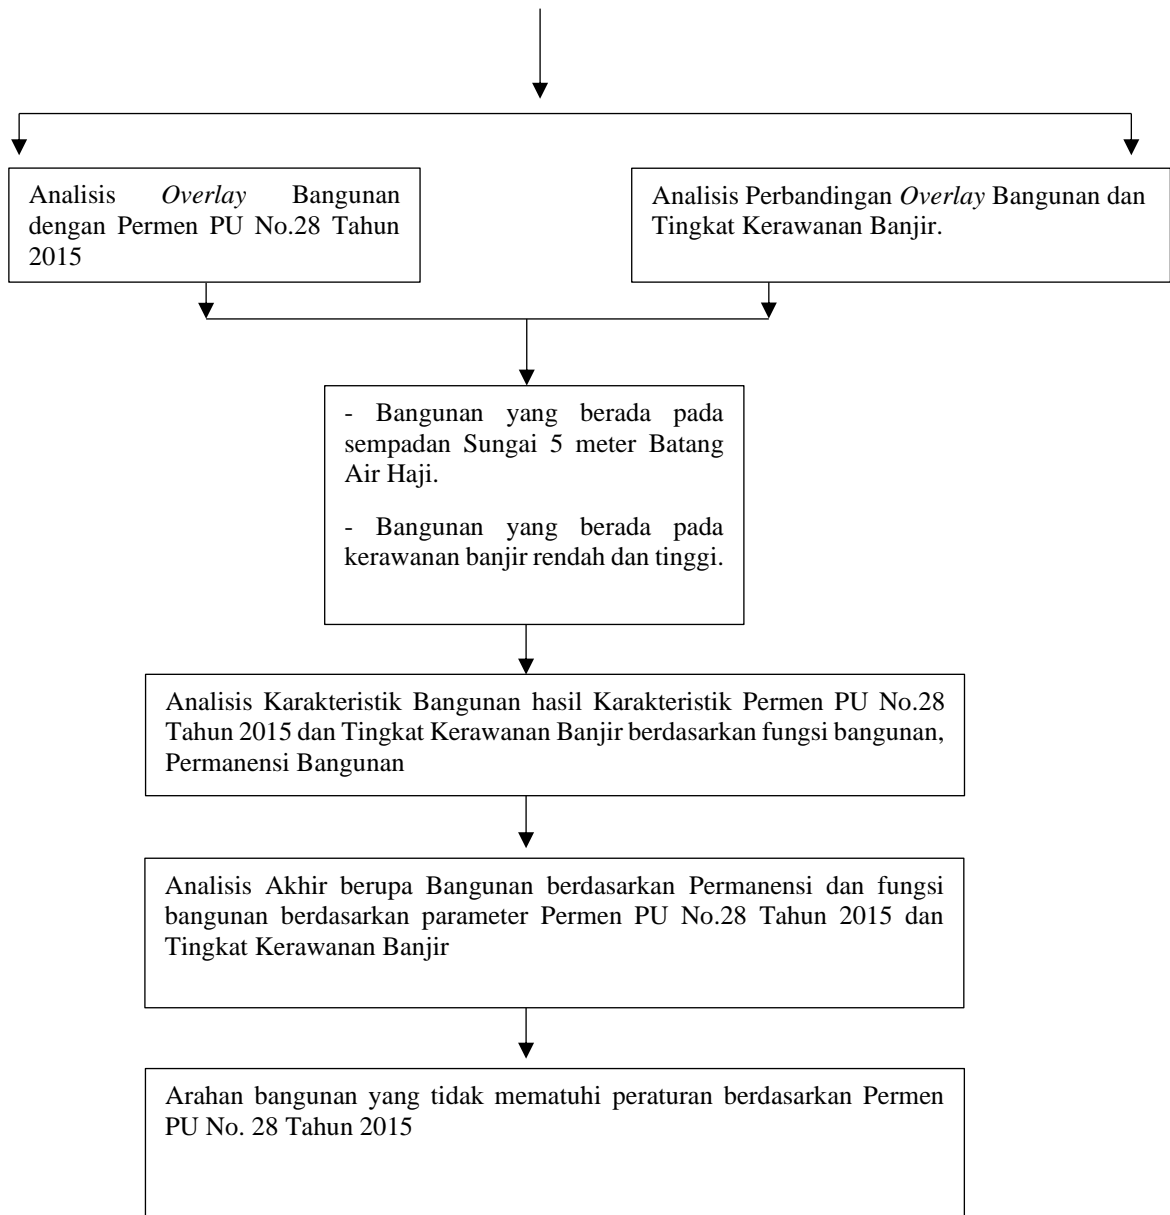 Analisis Overlay Bangunan
dengan Permen PU No.28 Tahun
2015
Analisis Perbandingan Overlay Bangunan dan
Tingkat Kerawanan Banjir.
- Bangunan yang berada pada
sempadan Sungai 5 meter Batang
Air Haji.
- Bangunan yang berada pada
kerawanan banjir rendah dan tinggi.
Analisis Karakteristik Bangunan hasil Karakteristik Permen PU No.28
Tahun 2015 dan Tingkat Kerawanan Banjir berdasarkan fungsi bangunan,
Permanensi Bangunan
Analisis Akhir berupa Bangunan berdasarkan Permanensi dan fungsi
bangunan berdasarkan parameter Permen PU No.28 Tahun 2015 dan
Tingkat Kerawanan Banjir
Arahan bangunan yang tidak mematuhi peraturan berdasarkan Permen
PU No. 28 Tahun 2015